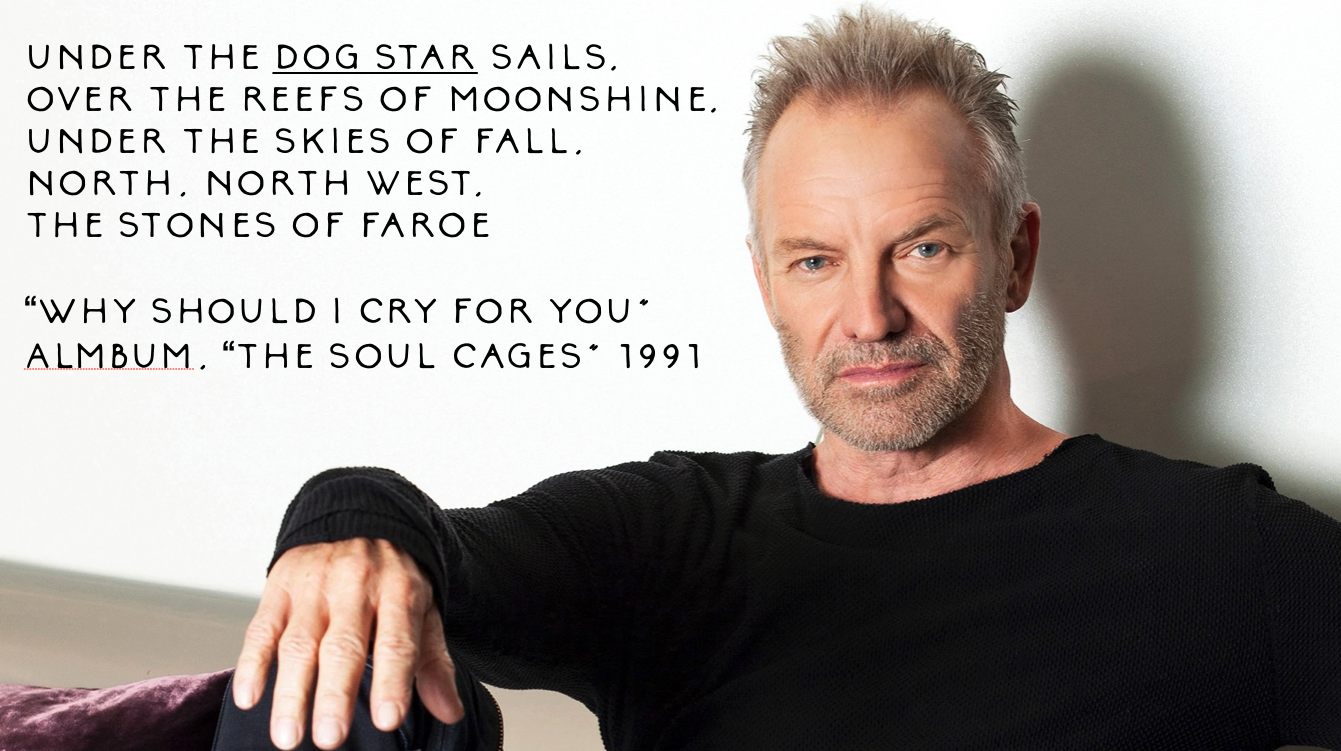 UNDER THE DOG STAR SAILS,
OVER THE REEFS OF MOONSHINE,
UNDER THE SKIES OF FALL,
NORTH, NORTH WEST,
THE STONES OF FAROE
“WHY SHOULD I CRY FOR YOU”
ALMBUM, “THE SOUL CAGES” 1991